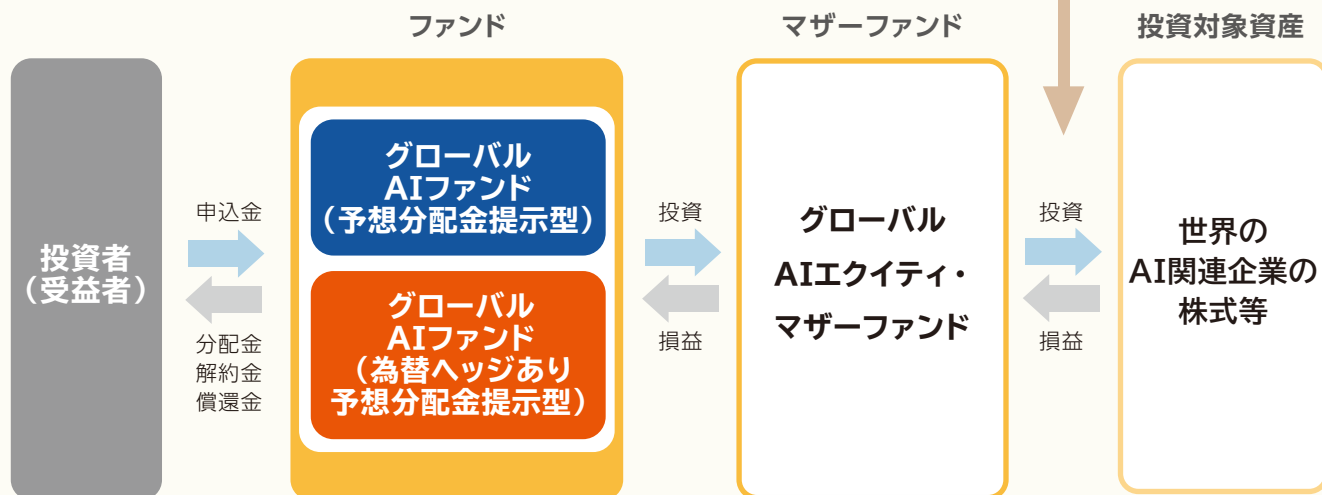 ファンド
マザーファンド
投資対象資産
投資者
（受益者）
申込金
分配金
解約金
償還金
グローバル
AIファンド
（予想分配金提示型）
グローバル
AIファンド
（為替ヘッジあり
予想分配金提示型）
投資
損益
グローバル
AIエクイティ・
マザーファンド
投資
損益
世界の
AI関連企業の
株式等